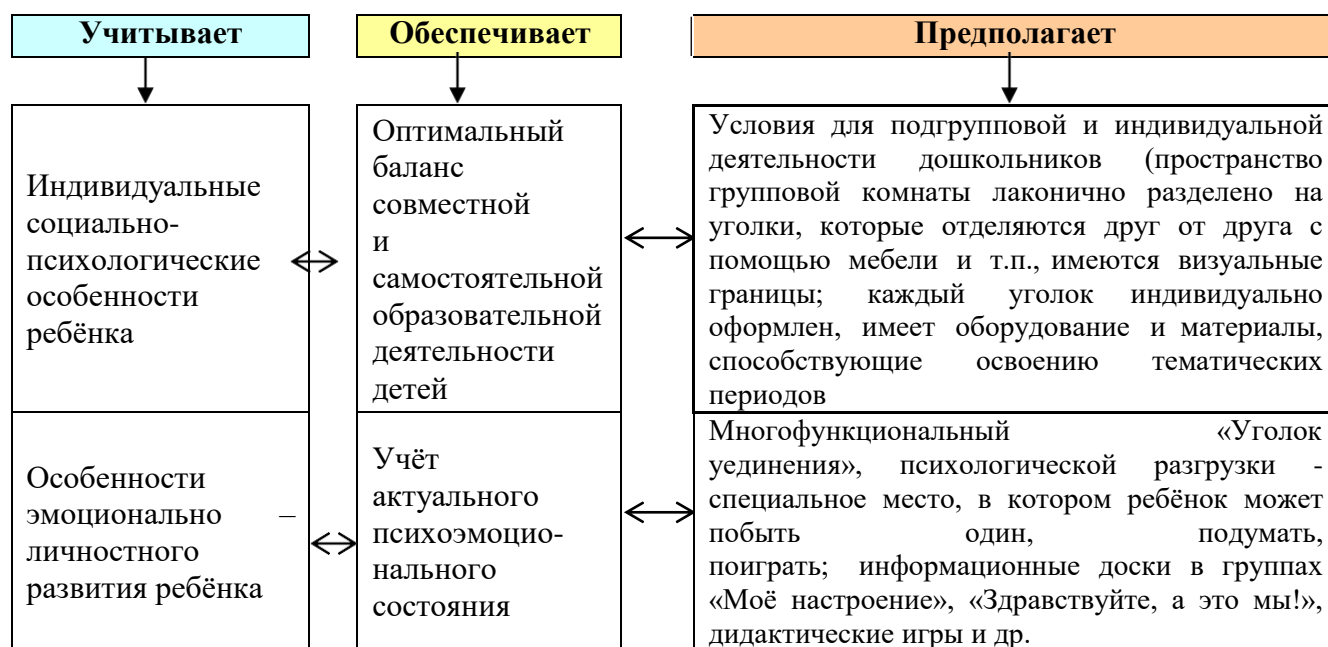 Учитывает
Обеспечивает
Предполагает
Индивидуальные
социально-
психологические
особенности
ребёнка
Оптимальный
баланс
совместной
и
самостоятельной
образовательной
деятельности
детей
Условия для подгрупповой и индивидуальной
деятельности дошкольников (пространство
групповой комнаты лаконично разделено на
уголки, которые отделяются друг от друга с
помощью мебели и т.п., имеются визуальные
границы; каждый уголок индивидуально
оформлен, имеет оборудование и материалы,
способствующие освоению тематических
периодов
Особенности
эмоционально –
личностного
развития ребёнка
Учёт
актуального
психоэмоцио-
нального
состояния
Многофункциональный «Уголок
уединения», психологической разгрузки -
специальное место, в котором ребёнок может
побыть один, подумать,
поиграть; информационные доски в группах
«Моё настроение», «Здравствуйте, а это мы!»,
дидактические игры и др.